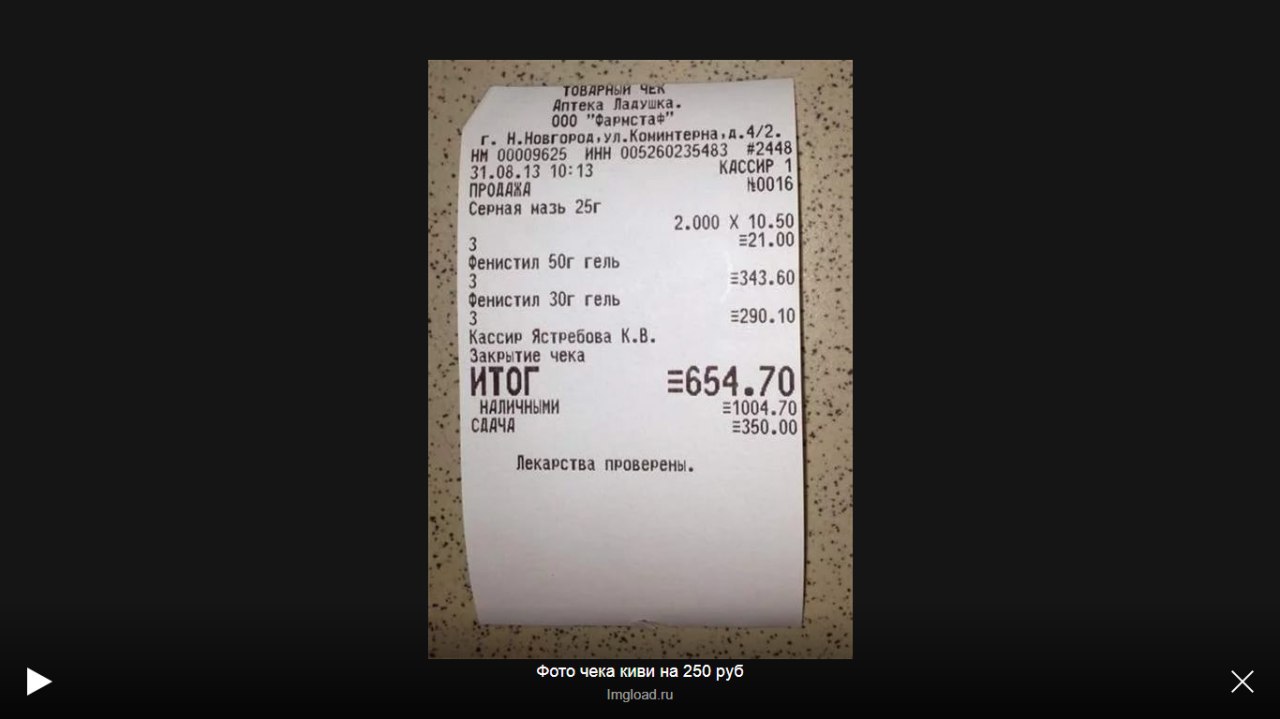 ТОВАРНЫЙ ЧЕК
Аптека Ладушка.
ООО "Фармстаф"
г. Н.Новгород,ул.Коминтерна,д.4/2.
НМ 00009625 ИНН 005260235483 #2448
31.08.13 10:13 КАССИР 1
ПРОДАЖА №0016
Серная мазь 25г
2.000 X 10.50
3 ≡21.00
Фенистил 50г гель
3 ≡343.60
Фенистил 30г гель
3 ≡290.10
Кассир Ястребова К.В.
Закрытие чека
ИТОГ ≡654.70
НАЛИЧНЫМИ ≡1004.70
СДАЧА ≡350.00
Лекарства проверены.
Фото чека киви на 250 руб
Imgload.ru